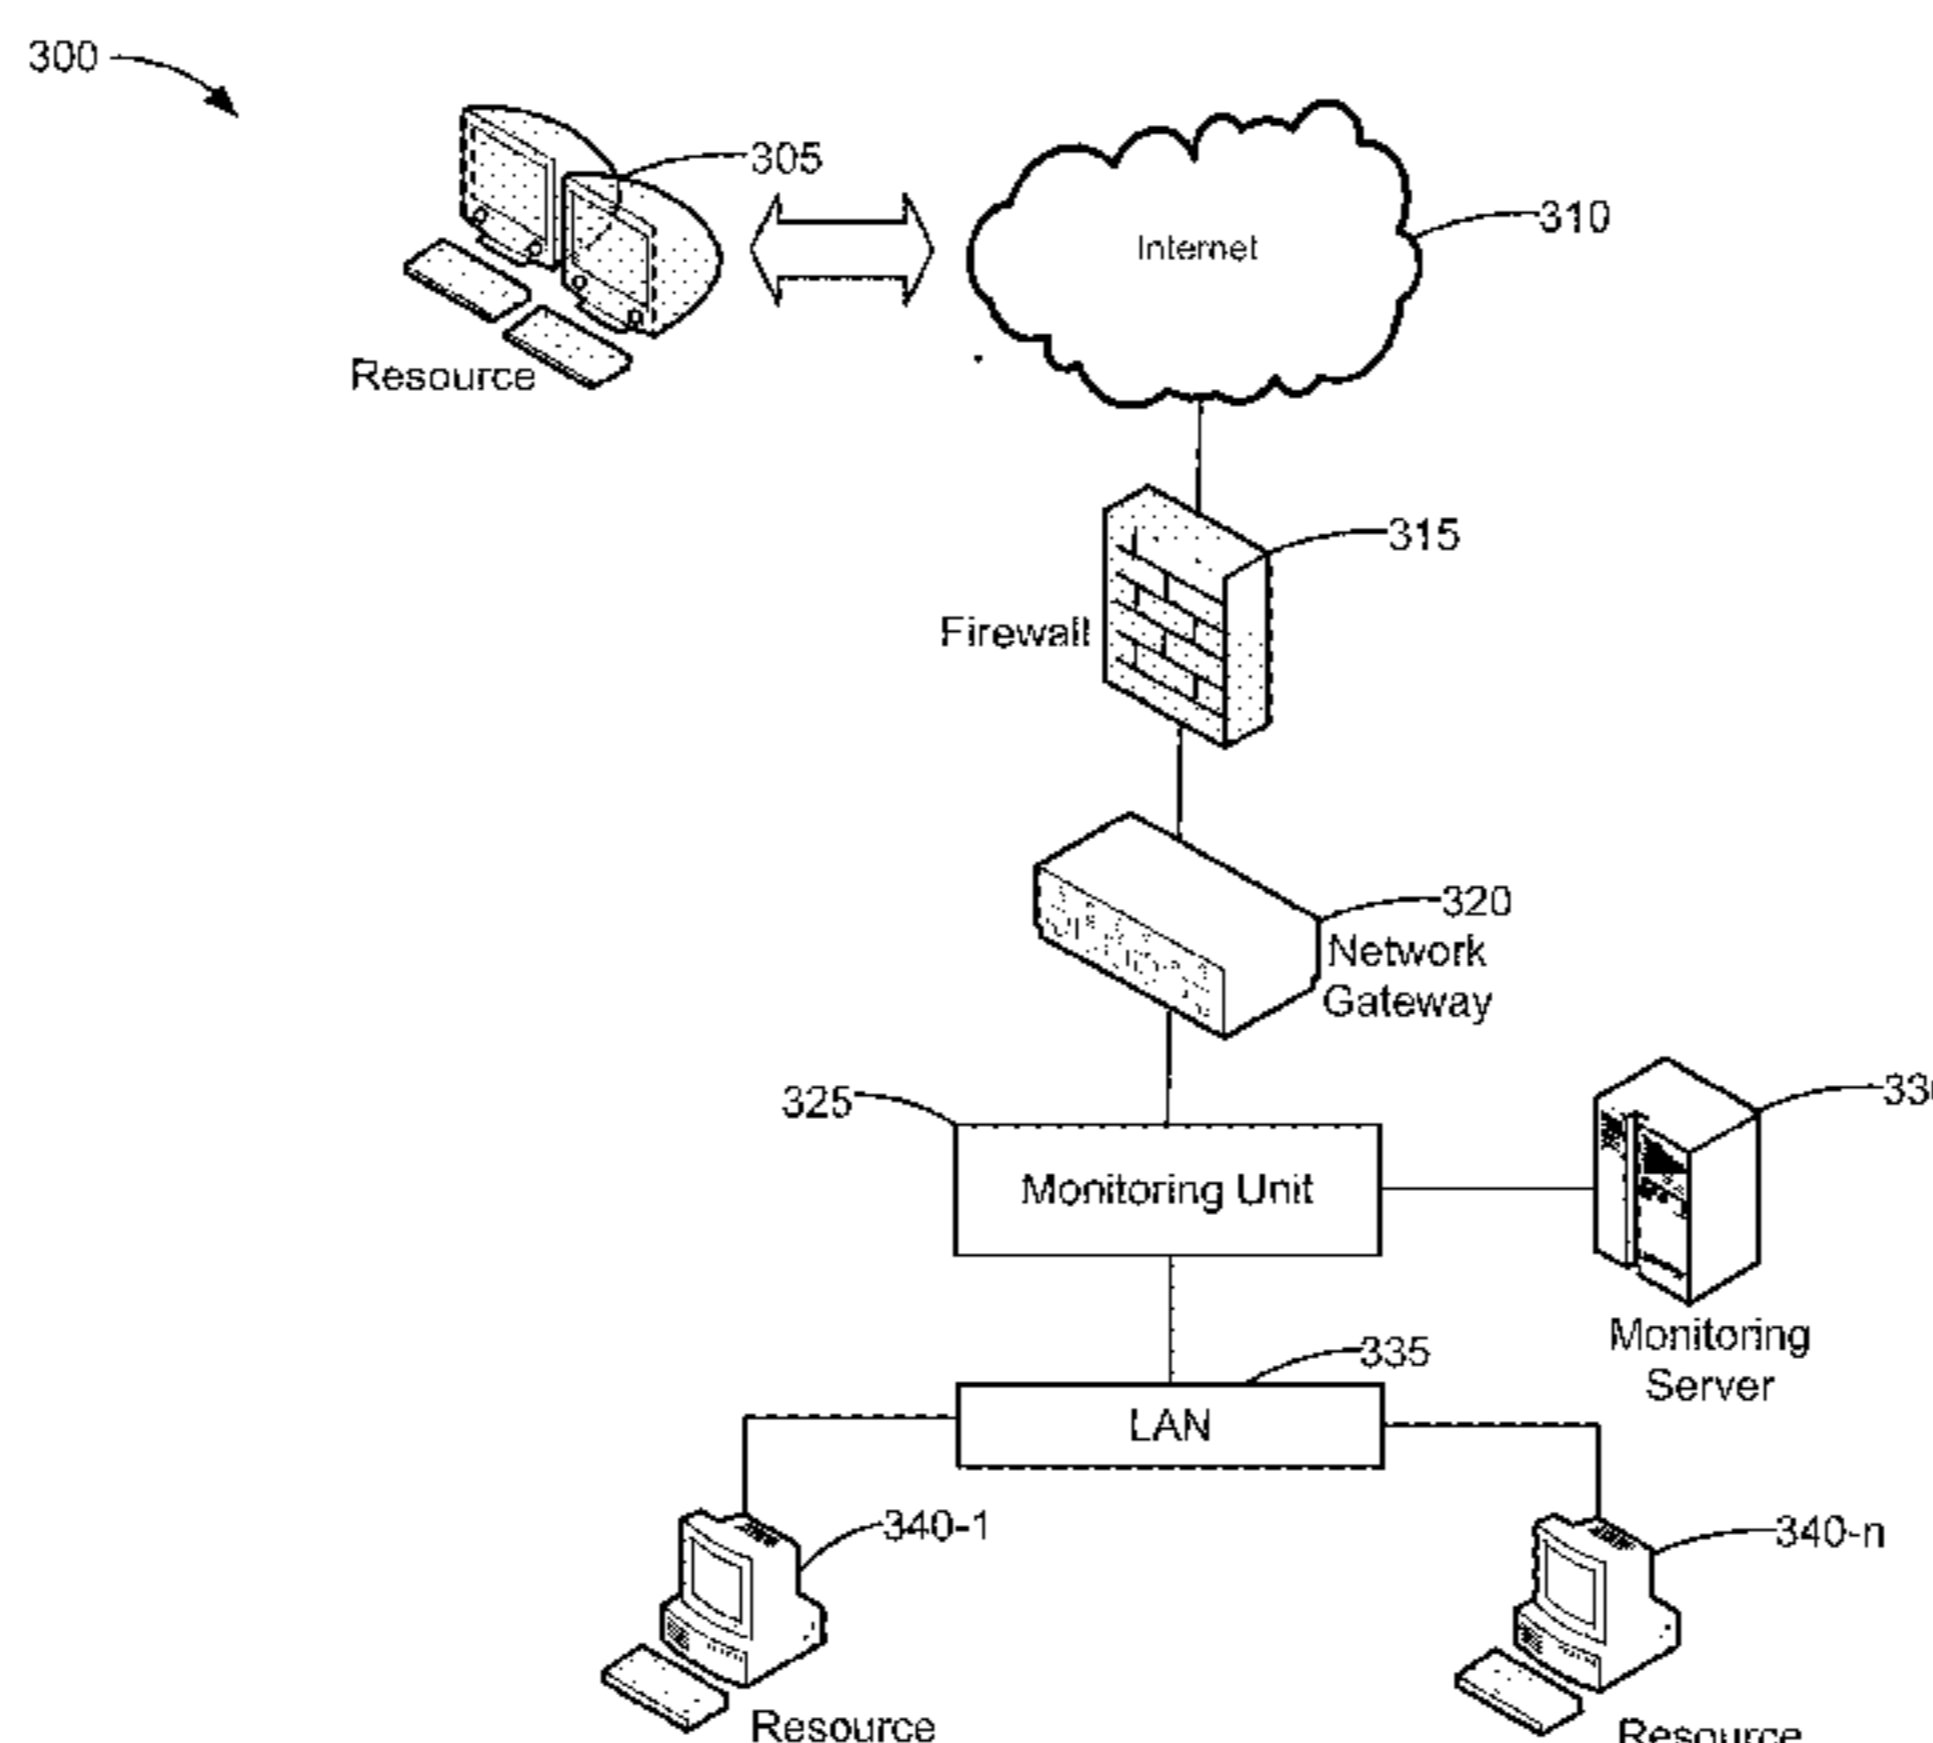 300
305
Internet
310
Resource
315
Firewall
320
Network
Gateway
325
Monitoring Unit
Monitoring
Server
335
LAN
340-1
340-n
Resource
Resource